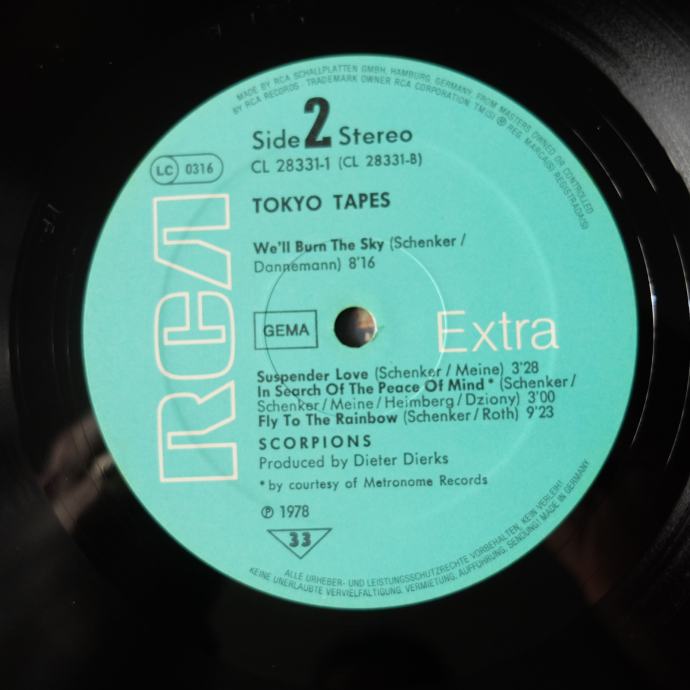 MADE BY RCA SCHALLPLATTEN GMBH, HAMBURG, GERMANY, FROM MASTERS OWNED OR CONTROLLED
BY RCA RECORDS · TRADEMARK OWNER RCA CORPORATION TM(S) ® REG. MARCA(S) REGISTRADA(S)
Side 2 Stereo
CL 28331-1 (CL 28331-B)
LC 0316
TOKYO TAPES
RCA
We'll Burn The Sky (Schenker /
Dannemann) 8'16
GEMA
Extra
Suspender Love (Schenker / Meine) 3'28
In Search Of The Peace Of Mind * (Schenker /
Schenker / Meine / Heimberg / Dziony) 3'00
Fly To The Rainbow (Schenker / Roth) 9'23
SCORPIONS
Produced by Dieter Dierks
* by courtesy of Metronome Records
℗ 1978
33
ALLE URHEBER- UND LEISTUNGSSCHUTZRECHTE VORBEHALTEN, KEIN VERLEIH!
KEINE UNERLAUBTE VERVIELFÄLTIGUNG, VERMIETUNG, AUFFÜHRUNG, SENDUNG! MADE IN GERMANY